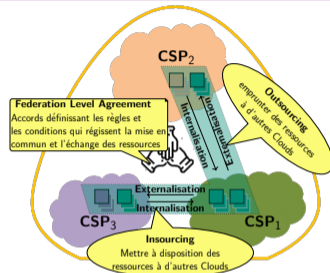 CSP2
Outsourcing
emprunter des ressources
à d'autres Clouds
Federation Level Agreement
Accords définissant les règles et
les conditions qui régissent la mise en
commun et l'échange des ressources
Internalisation
Externalisation
Externalisation
Internalisation
CSP3
CSP1
Insourcing
Mettre à disposition des
ressources à d'autres Clouds